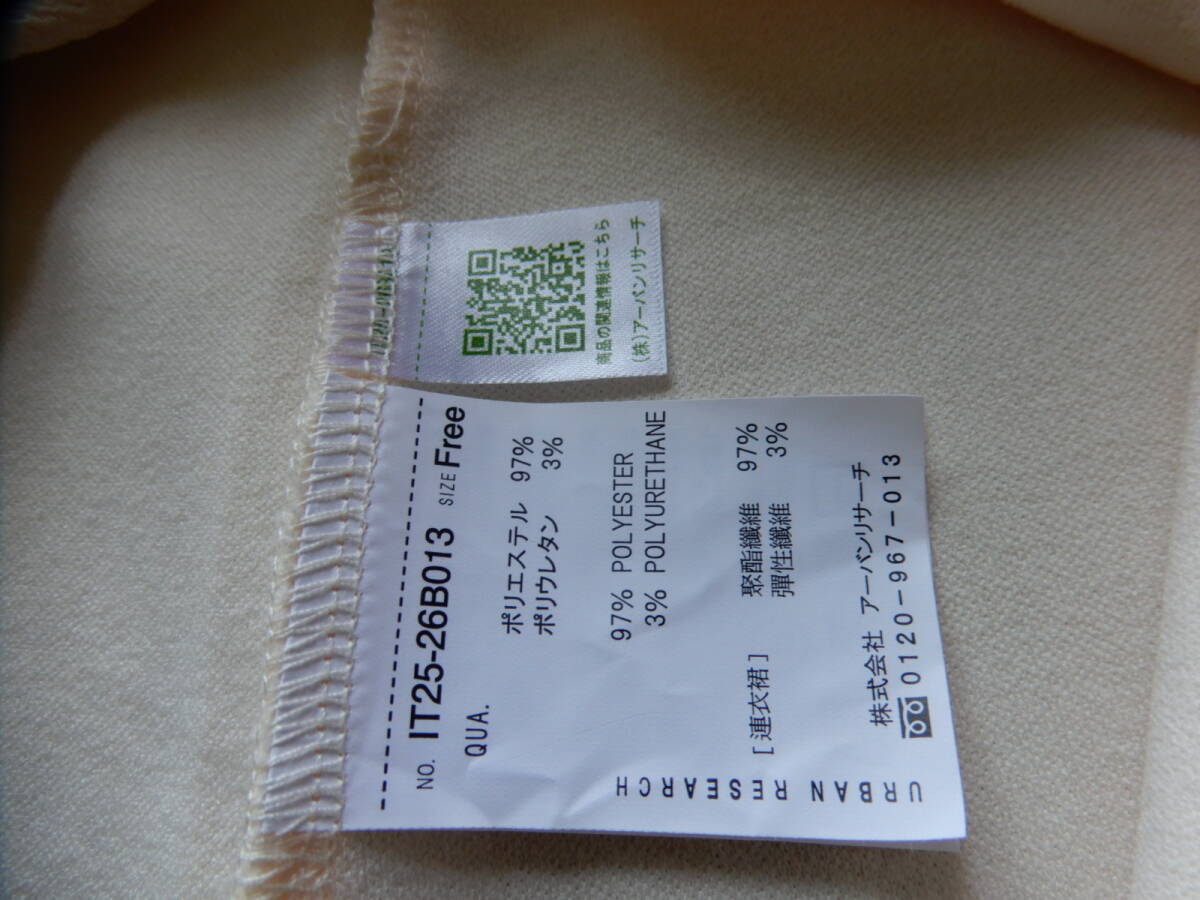 商品の関連情報はこちら
(株)アーバンリサーチ
NO. IT25-26B013 SIZE Free
QUA.
ポリエステル 97%
ポリウレタン 3%
97% POLYESTER
3% POLYURETHANE
[連衣裙] 聚酯纖維 97%
彈性纖維 3%
株式会社 アーバンリサーチ
0120-967-013
URBAN RESEARCH